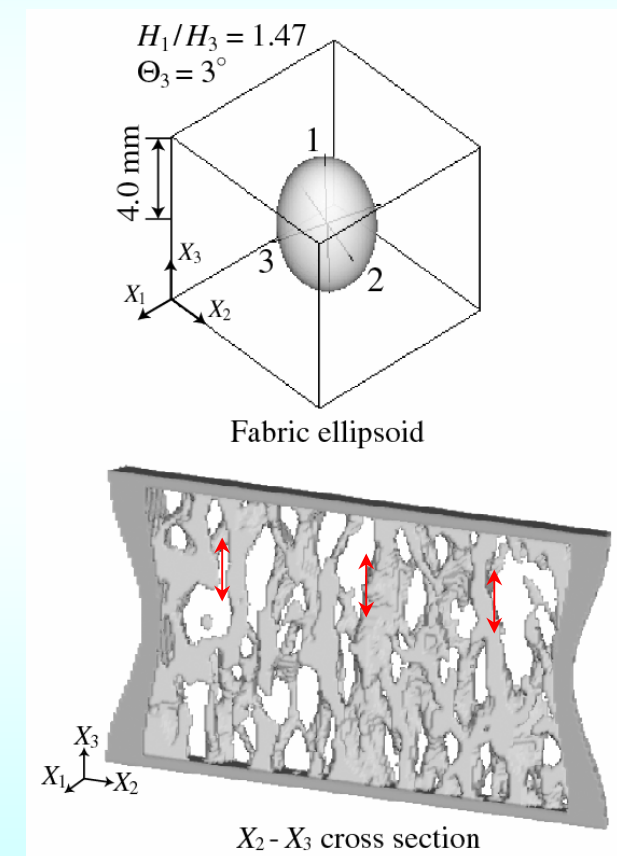 H₁/H₃ = 1.47
Θ₃ = 3°
4.0 mm
1
3
2
X₃
X₁
X₂
Fabric ellipsoid
X₃
X₁
X₂
X₂ - X₃ cross section